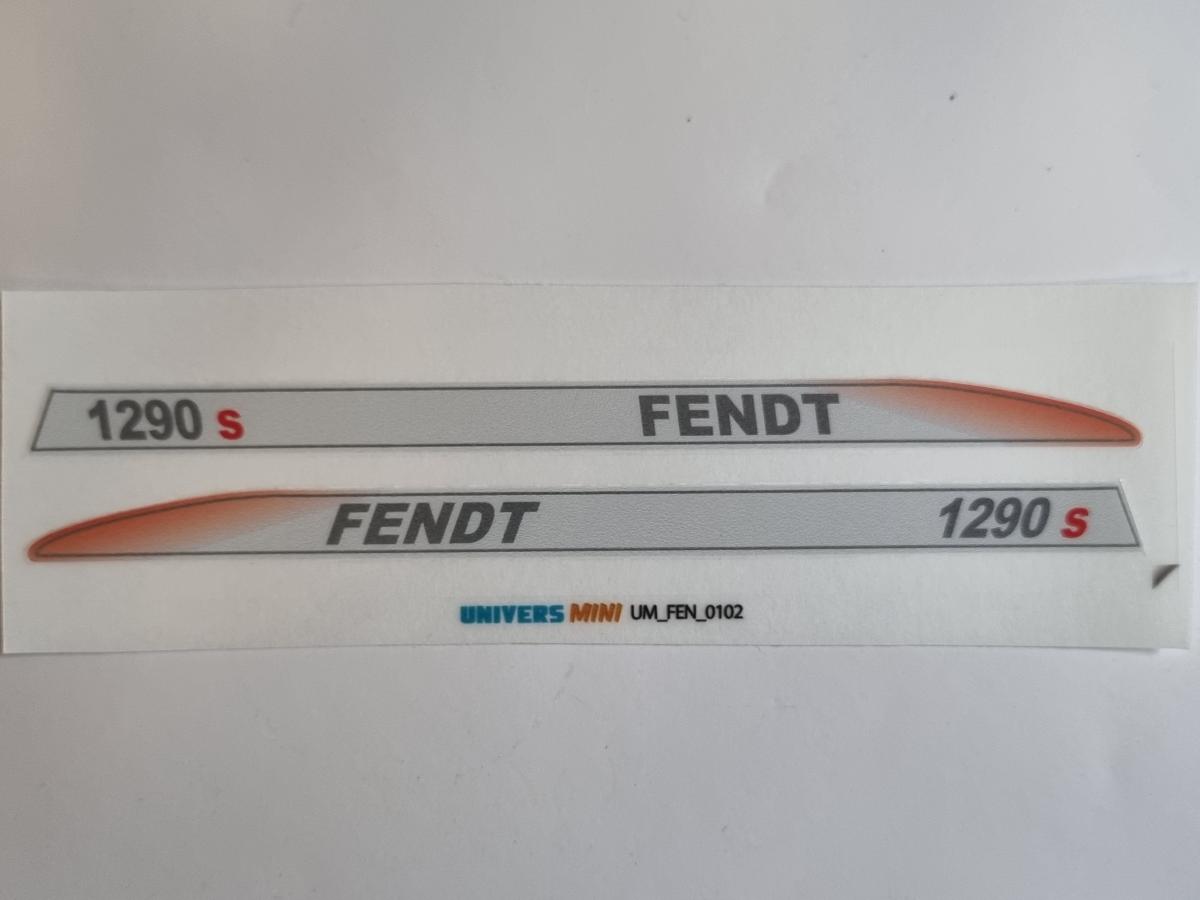 1290 S FENDT
FENDT 1290 S
UNIVERS MINI UM_FEN_0102